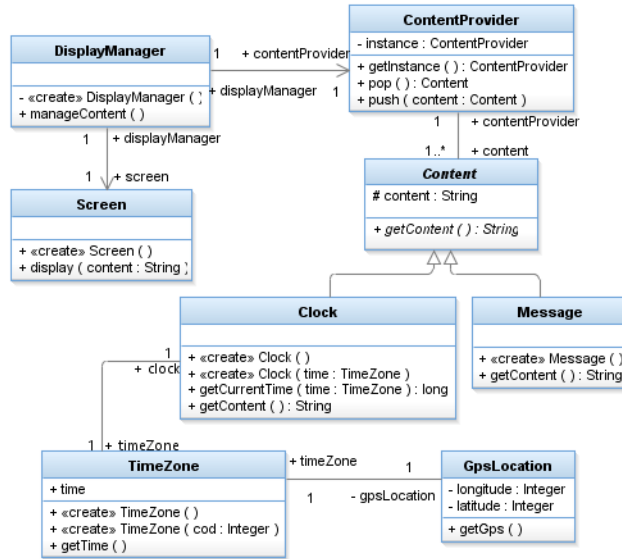 ContentProvider
- instance : ContentProvider
+ getInstance ( ) : ContentProvider
+ pop ( ) : Content
+ push ( content : Content )
DisplayManager
- «create» DisplayManager ( )
+ manageContent ( )
1
+ contentProvider
+ displayManager
1
1
+ displayManager
1
+ screen
1
+ contentProvider
1..*
+ content
Screen
+ «create» Screen ( )
+ display ( content : String )
Content
# content : String
+ getContent ( ) : String
Clock
+ «create» Clock ( )
+ «create» Clock ( time : TimeZone )
+ getCurrentTime ( time : TimeZone ) : long
+ getContent ( ) : String
Message
+ «create» Message ( )
+ getContent ( ) : String
1
+ clock
1
+ timeZone
TimeZone
+ time
+ «create» TimeZone ( )
+ «create» TimeZone ( cod : Integer )
+ getTime ( )
+ timeZone
1
1
- gpsLocation
GpsLocation
- longitude : Integer
- latitude : Integer
+ getGps ( )